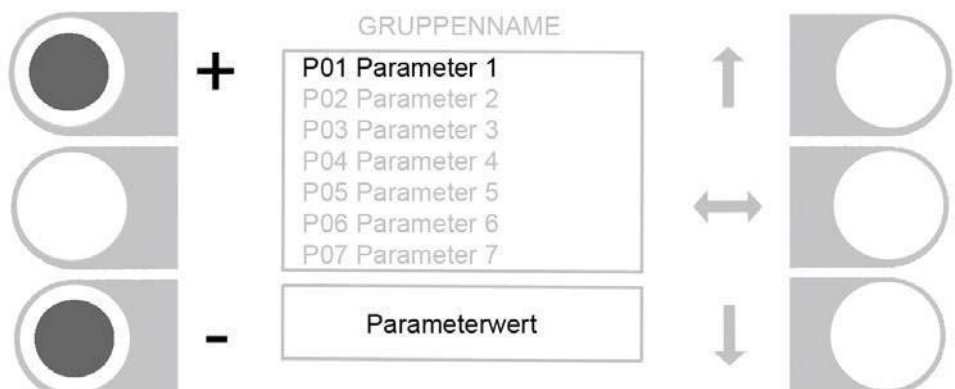 GRUPPENNAME
+
P01 Parameter 1
P02 Parameter 2
P03 Parameter 3
P04 Parameter 4
P05 Parameter 5
P06 Parameter 6
P07 Parameter 7
-
Parameterwert